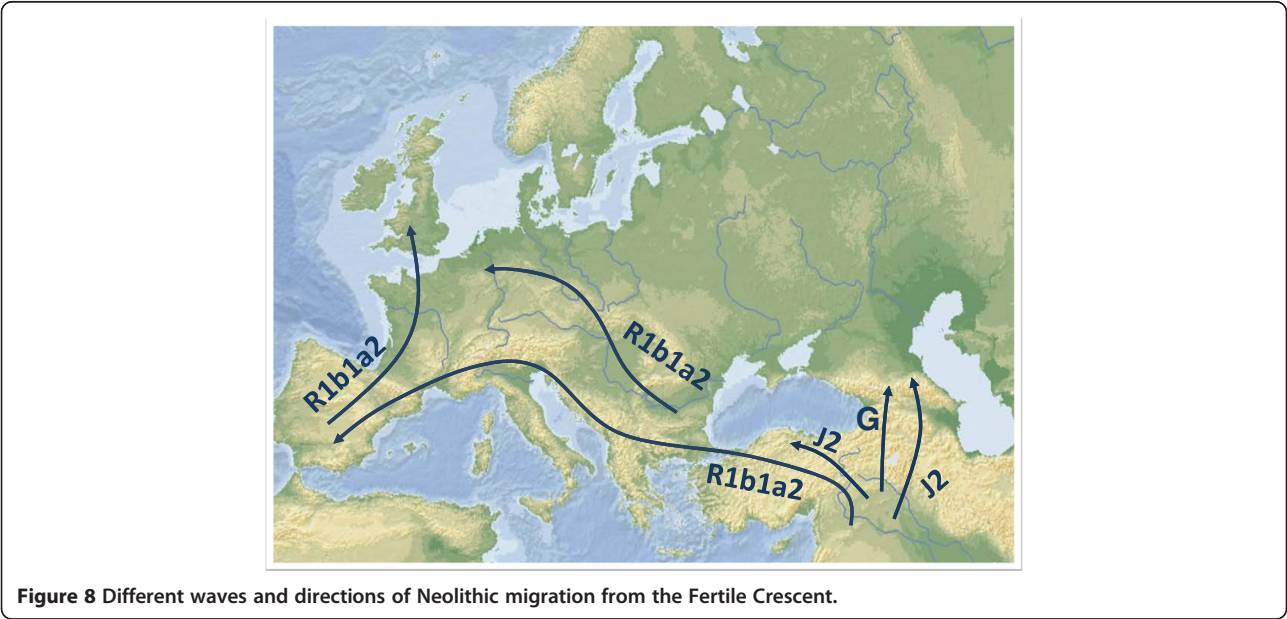 R1b1a2
R1b1a2
R1b1a2
J2
G
J2
Figure 8 Different waves and directions of Neolithic migration from the Fertile Crescent.